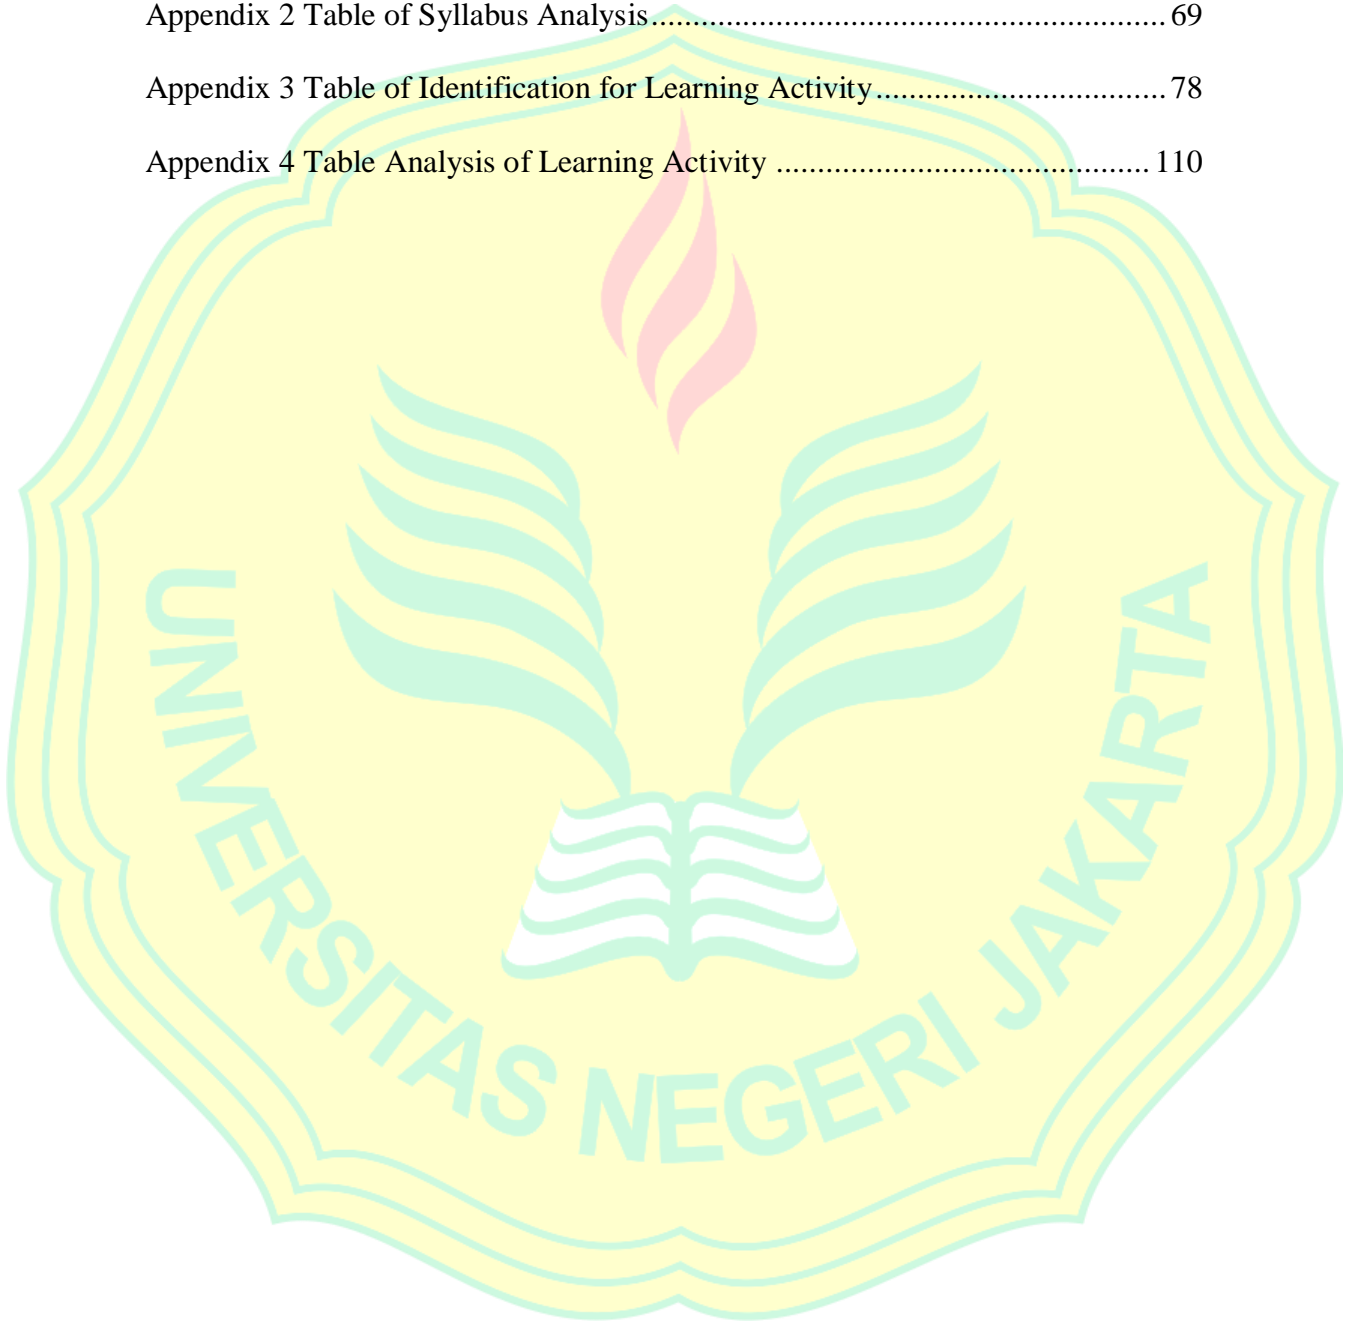 Appendix 2 Table of Syllabus Analysis............................................................... 69
Appendix 3 Table of Identification for Learning Activity................................... 78
Appendix 4 Table Analysis of Learning Activity ............................................. 110
UNIVERSITAS NEGERI JAKARTA